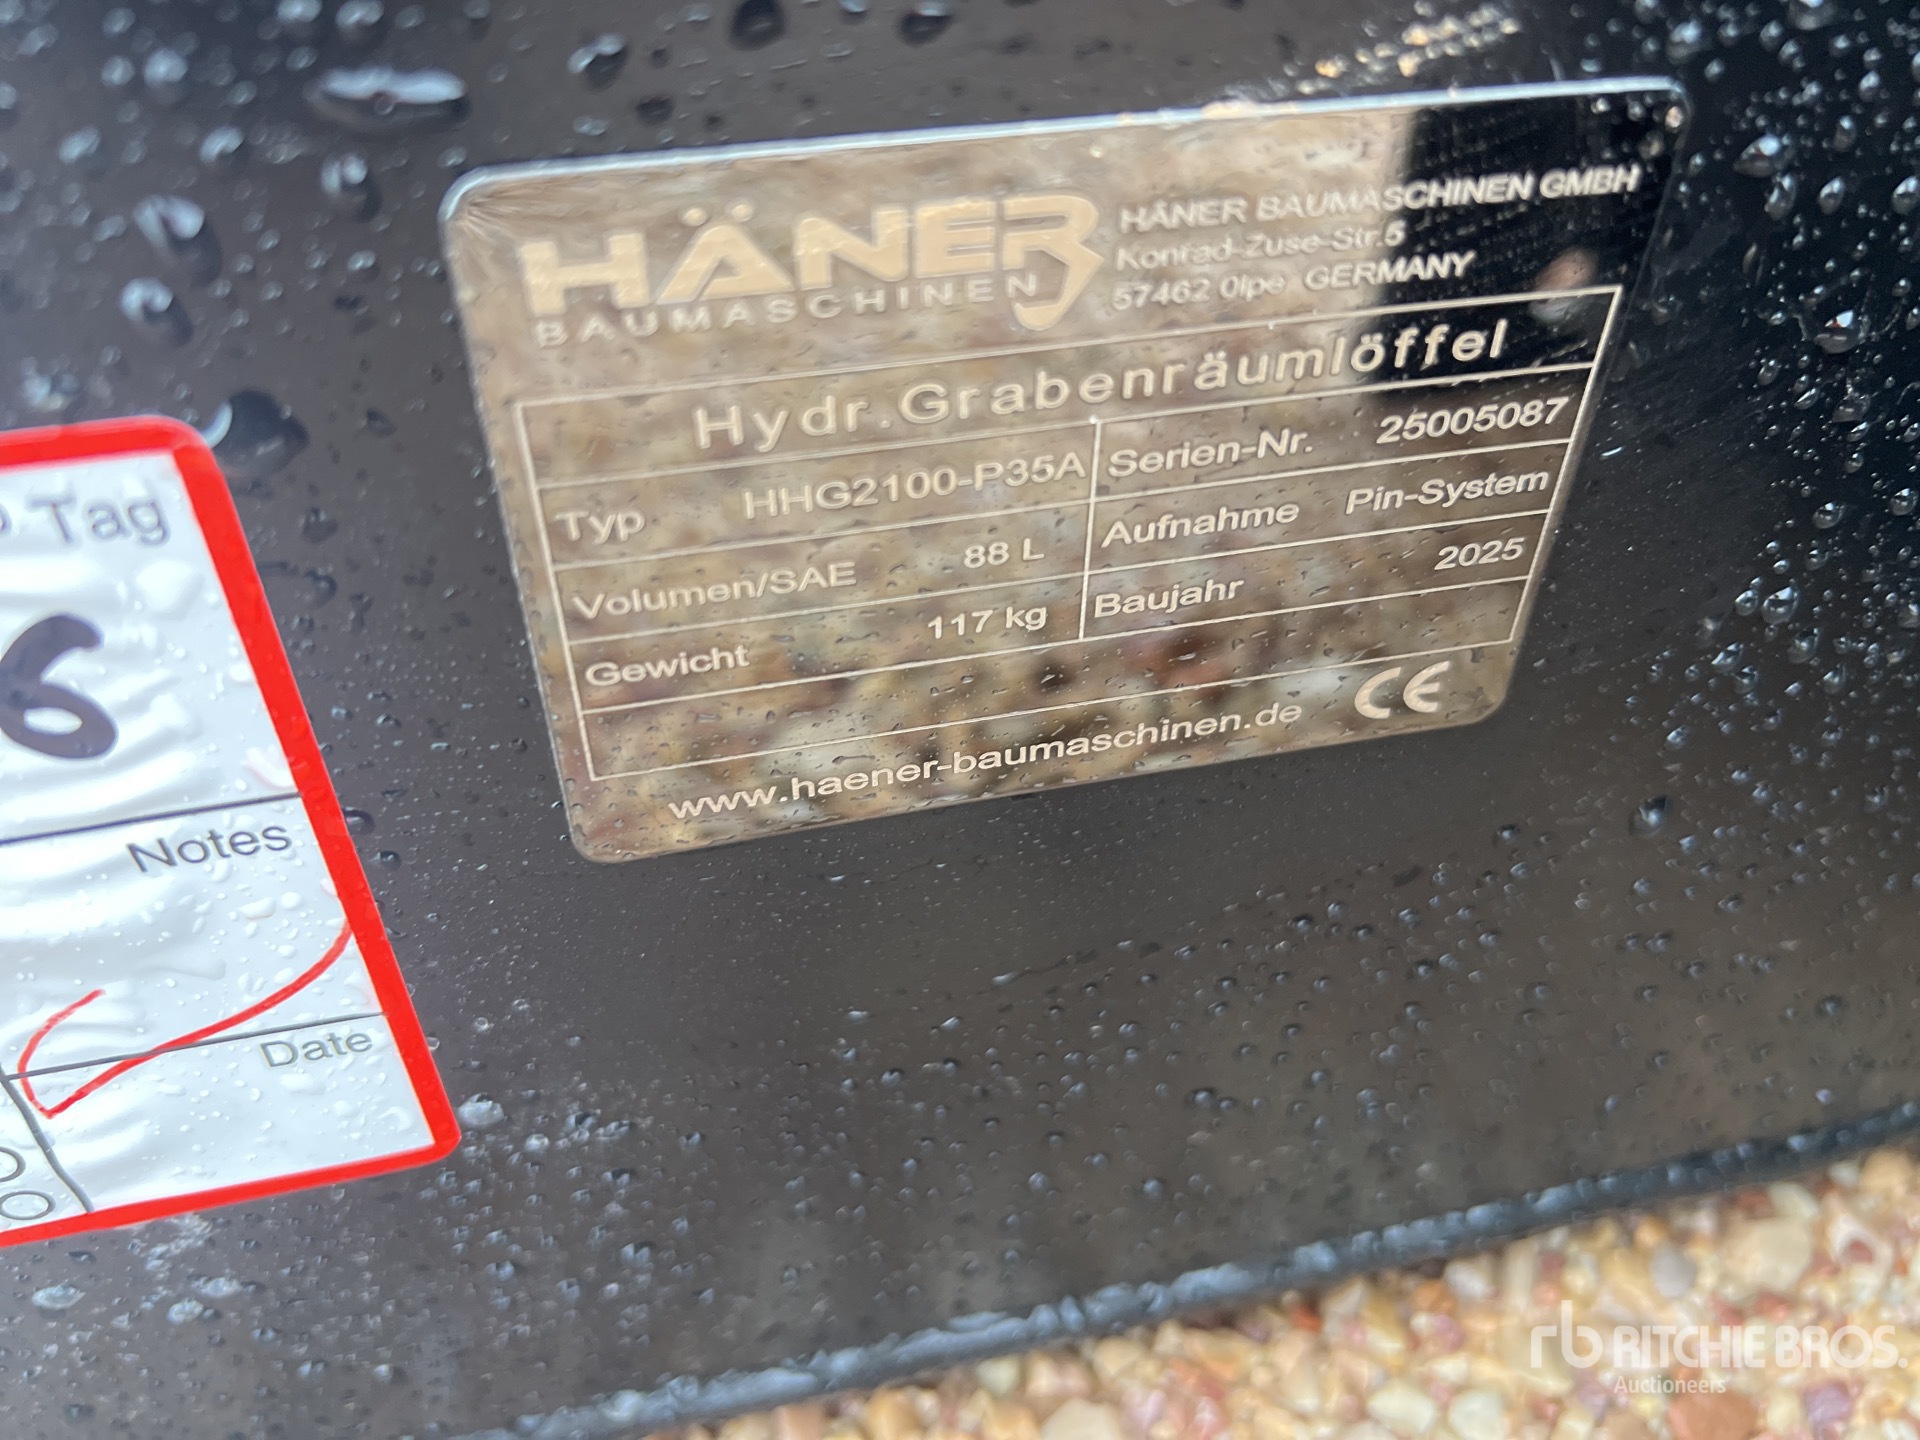 HÄNER
BAUMASCHINEN
HÄNER BAUMASCHINEN GMBH
Konrad-Zuse-Str.5
57462 Olpe GERMANY
Hydr.Grabenräumlöffel
Typ HHG2100-P35A
Serien-Nr. 25005087
Volumen/SAE 88 L
Aufnahme Pin-System
Gewicht 117 kg
Baujahr 2025
www.haener-baumaschinen.de CE
Tag
6
Notes
Date
rb RITCHIE BROS.
Auctioneers